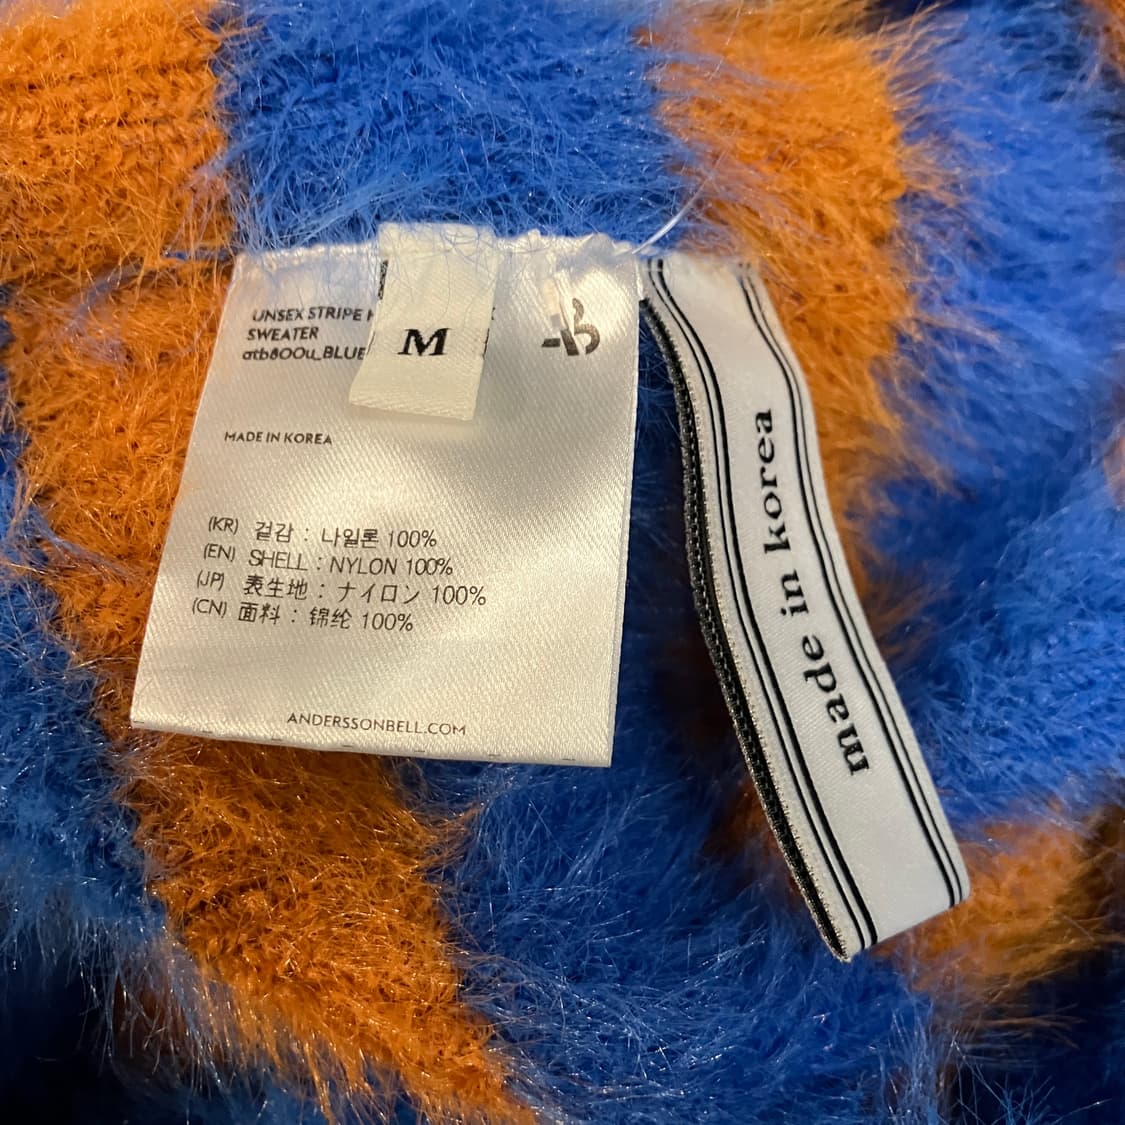 UNSEX STRIPE
SWEATER
atb800u_BLUE
M
MADE IN KOREA
(KR) 겉감 : 나일론 100%
(EN) SHELL : NYLON 100%
(JP) 表生地 : ナイロン 100%
(CN) 面料 : 锦纶 100%
ANDERSSONBELL.COM
made in korea